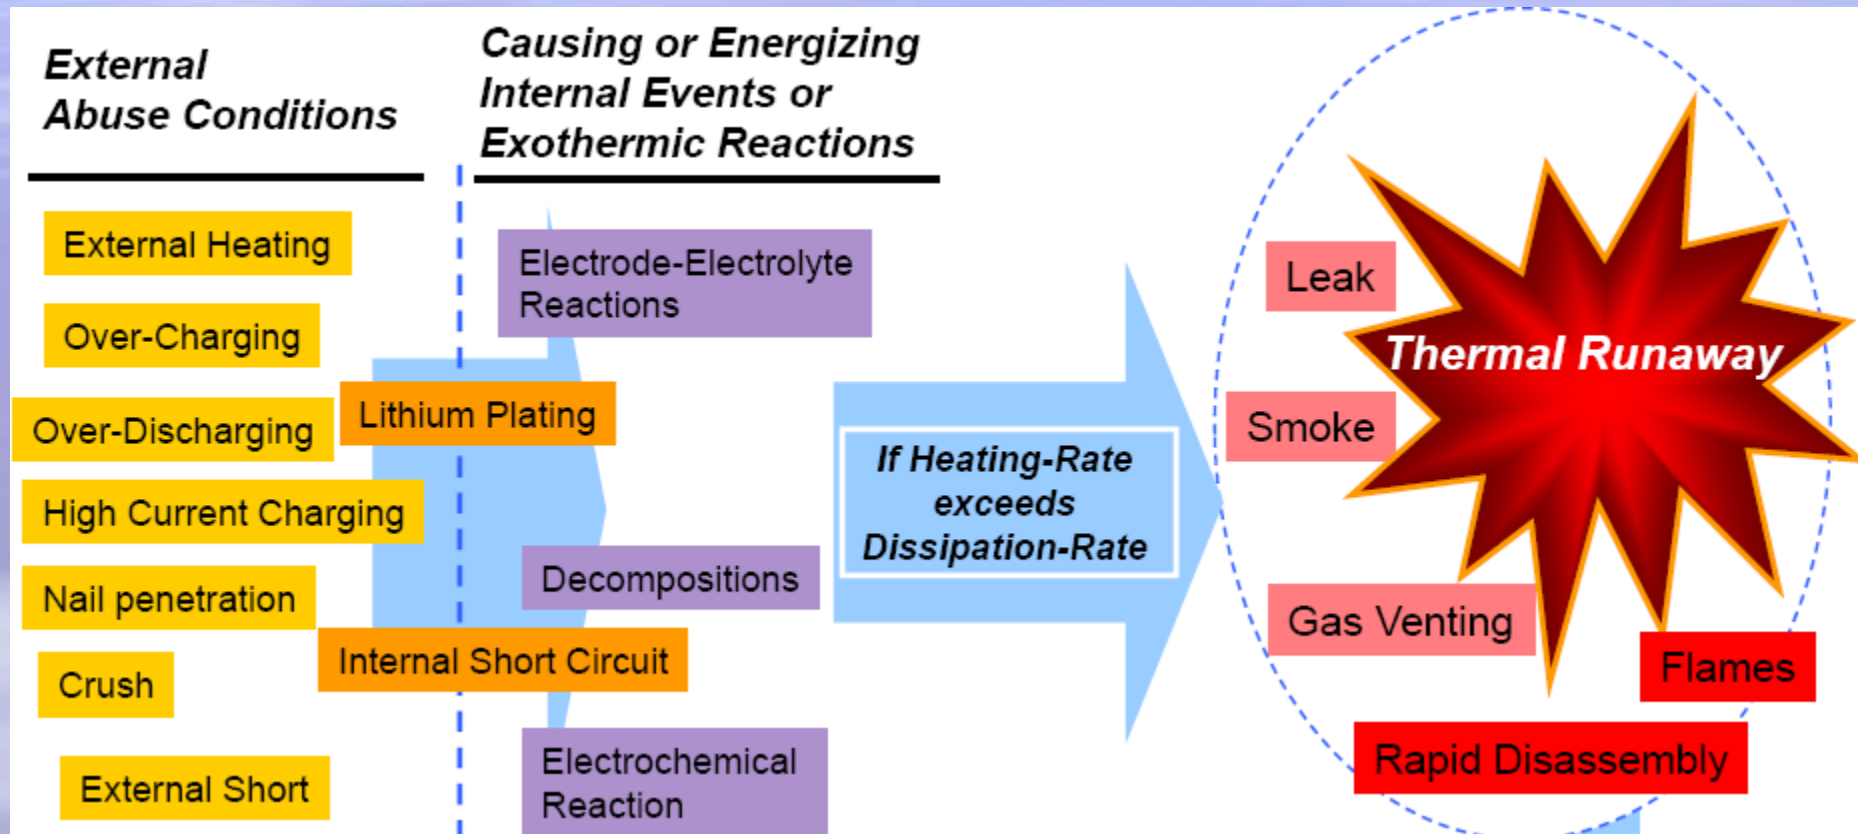 External
Abuse Conditions
Causing or Energizing
Internal Events or
Exothermic Reactions
External Heating
Over-Charging
Over-Discharging
High Current Charging
Nail penetration
Crush
External Short
Lithium Plating
Internal Short Circuit
Electrode-Electrolyte
Reactions
Decompositions
Electrochemical
Reaction
If Heating-Rate
exceeds
Dissipation-Rate
Leak
Smoke
Gas Venting
Thermal Runaway
Flames
Rapid Disassembly